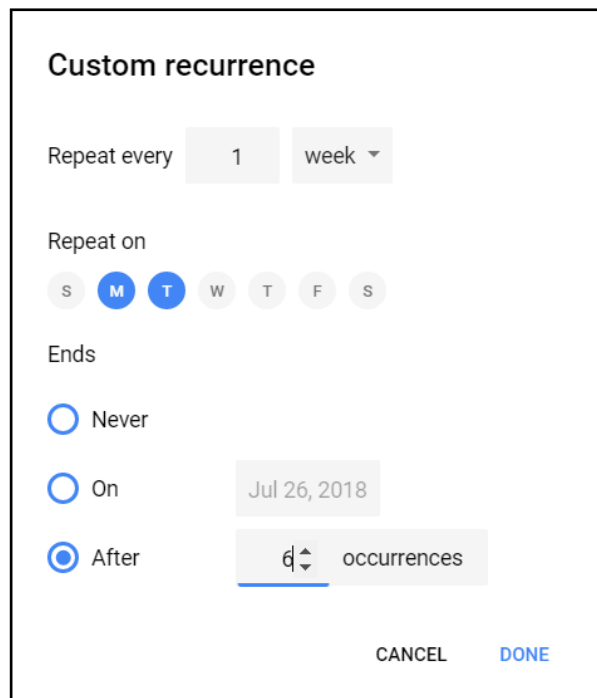 Custom recurrence
Repeat every 1 week
Repeat on
S M T W T F S
Ends
Never
On Jul 26, 2018
After 6 occurrences
CANCEL DONE